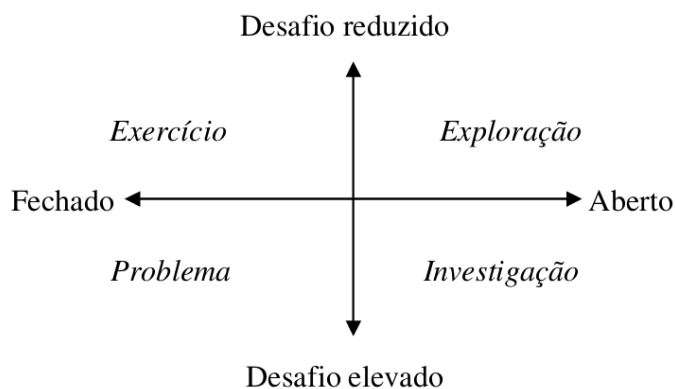 Desafio reduzido
Exercício Exploração
Fechado Aberto
Problema Investigação
Desafio elevado